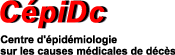 CépiDc
Centre d'épidémiologie
sur les causes médicales de décès